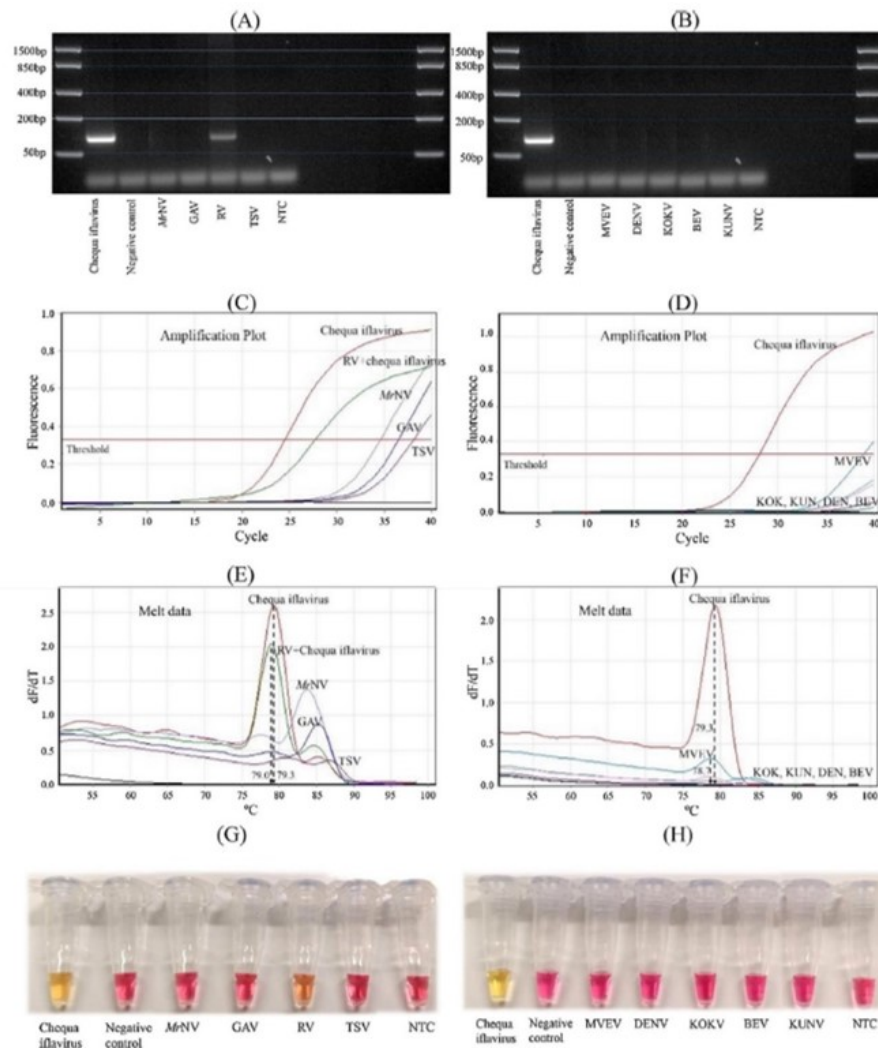 (A)
(B)
1500bp
850bp
400bp
200bp
50bp
1500bp
850bp
400bp
200bp
50bp
Chequa iflavirus
Negative control
MrNV
GAV
RV
TSV
NTC
Chequa iflavirus
Negative control
MVEV
DENV
KOKV
BEV
KUNV
NTC
(C)
Amplification Plot
Chequa iflavirus
RV+chequa iflavirus
MrNV
GAV
TSV
Threshold
Fluorescence
1.0
0.8
0.6
0.4
0.2
0.0
5 10 15 20 25 30 35 40
Cycle
(D)
Amplification Plot
Chequa iflavirus
MVEV
KOK, KUN, DEN, BEV
Threshold
Fluorescence
1.0
0.8
0.6
0.4
0.2
0.0
5 10 15 20 25 30 35 40
Cycle
(E)
Chequa iflavirus
Melt data
RV+Chequa iflavirus
MrNV
GAV
TSV
79.0
79.3
dF/dT
2.5
2.0
1.5
1.0
0.5
0.0
55 60 65 70 75 80 85 90 95 100
ºC
(F)
Chequa iflavirus
Melt data
79.3
MVEV
KOK, KUN, DEN, BEV
dF/dT
2.0
1.5
1.0
0.5
0.0
55 60 65 70 75 80 85 90 95 100
ºC
(G)
Chequa
iflavirus
Negative
control
MrNV
GAV
RV
TSV
NTC
(H)
Chequa
iflavirus
Negative
control
MVEV
DENV
KOKV
BEV
KUNV
NTC